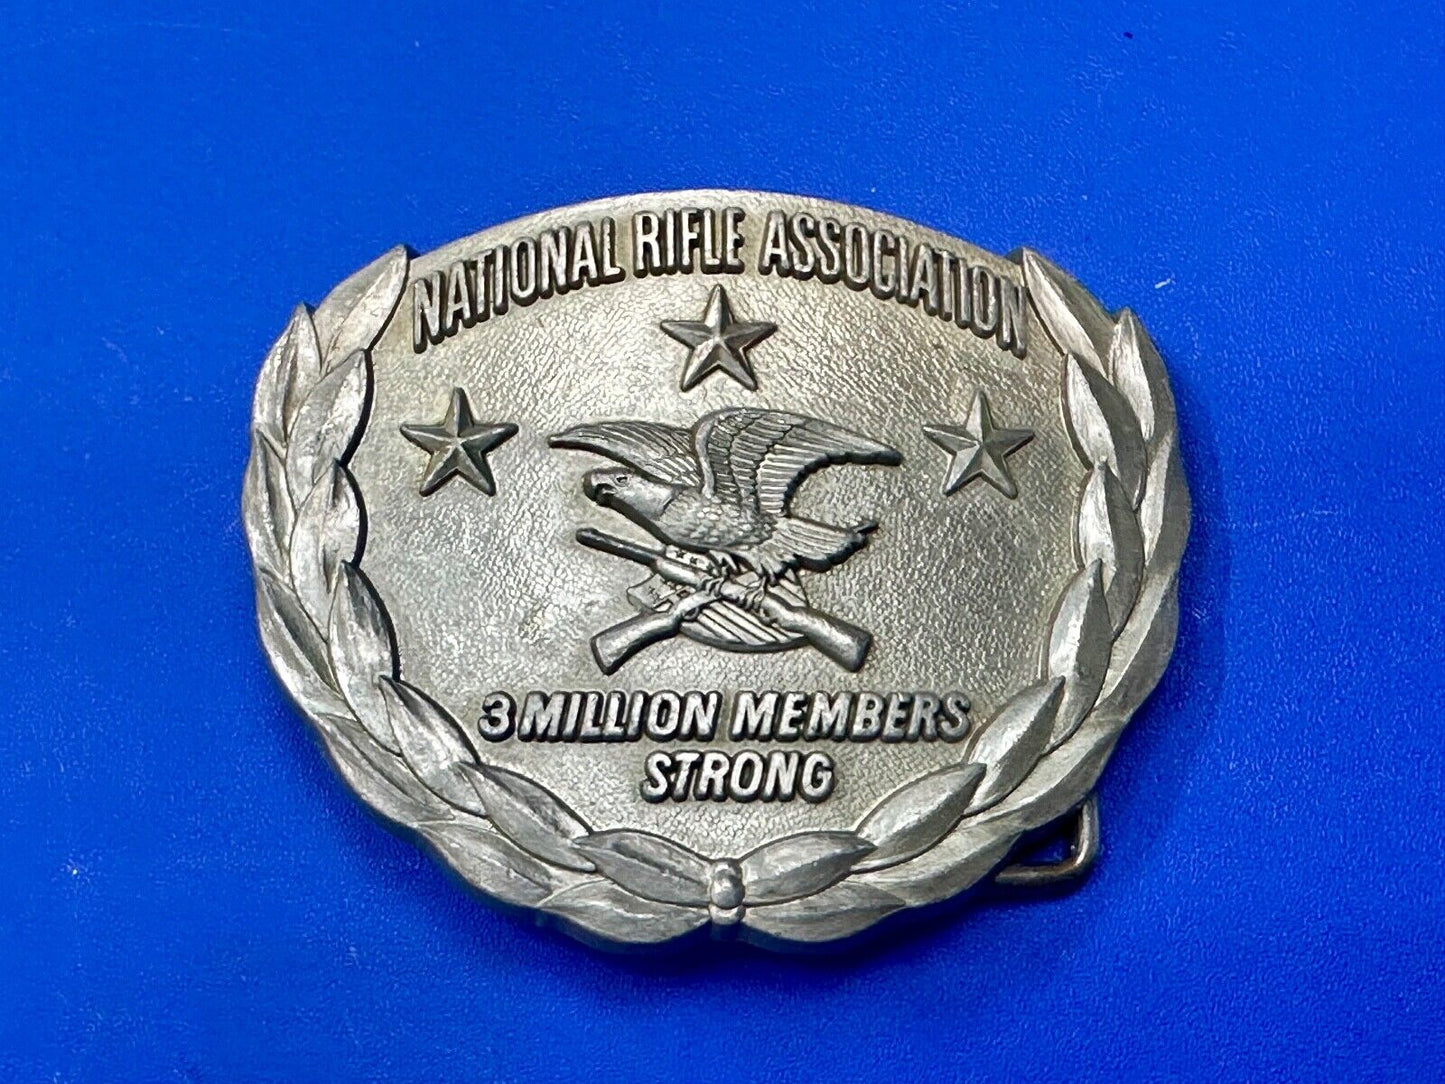 NATIONAL RIFLE ASSOCIATION
3 MILLION MEMBERS
STRONG